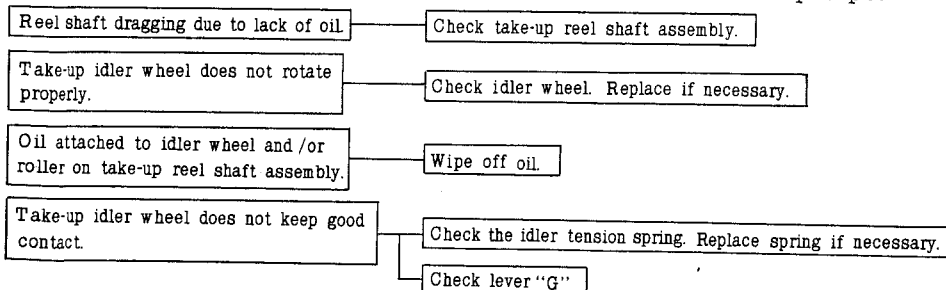 Reel shaft dragging due to lack of oil.
Check take-up reel shaft assembly.
Take-up idler wheel does not rotate
properly.
Check idler wheel. Replace if necessary.
Oil attached to idler wheel and /or
roller on take-up reel shaft assembly.
Wipe off oil.
Take-up idler wheel does not keep good
contact.
Check the idler tension spring. Replace spring if necessary.
Check lever "G"